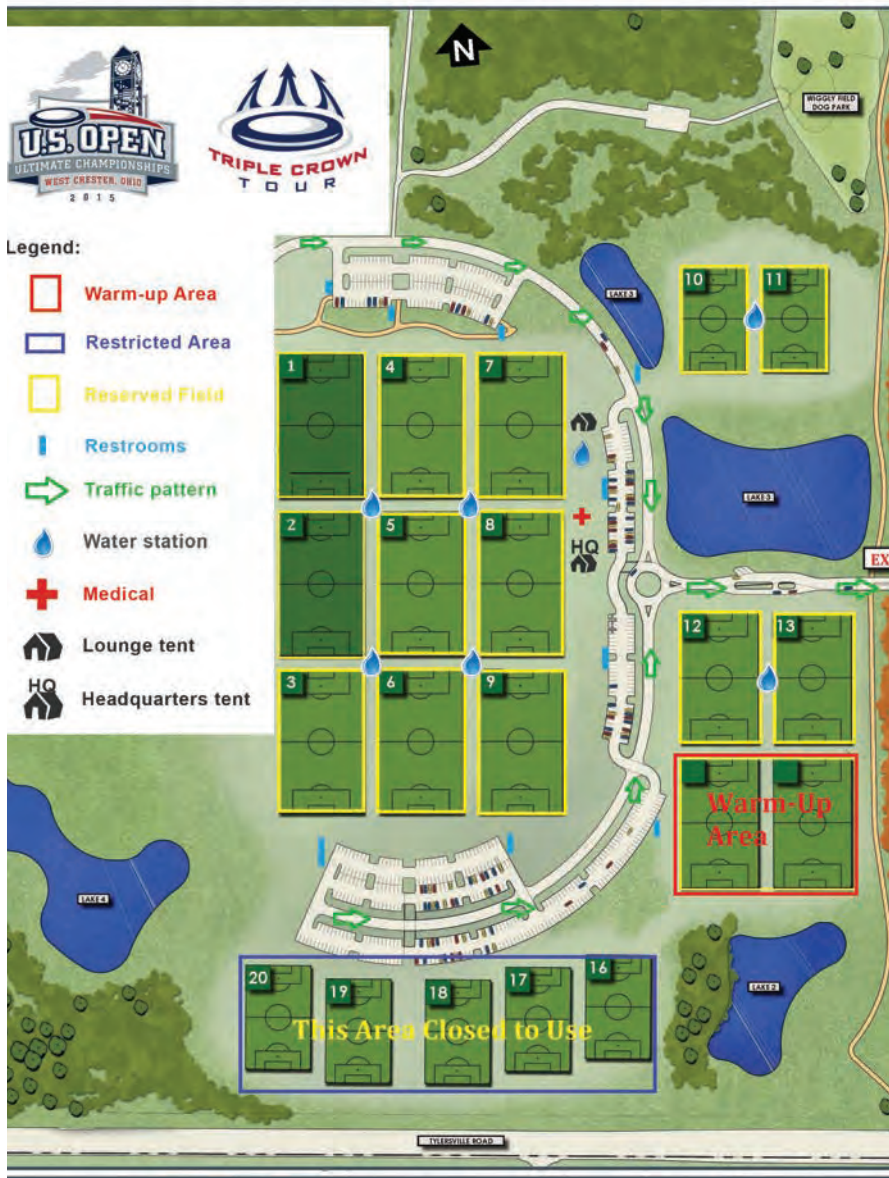 N
WIGGLY FIELD
DOG PARK
U.S. OPEN
ULTIMATE CHAMPIONSHIPS
WEST CHESTER, OHIO
2015
TRIPLE CROWN
TOUR
Legend:
Warm-up Area
Restricted Area
Reserved Field
Restrooms
Traffic pattern
Water station
Medical
Lounge tent
HQ
Headquarters tent
LAKE 3
10
11
1
4
7
LAKE 3
2
5
8
HQ
EX
12
13
3
6
9
Warm-Up
Area
LAKE 4
20
19
18
17
16
This Area Closed to Use
LAKE 2
TYLERSVILLE ROAD